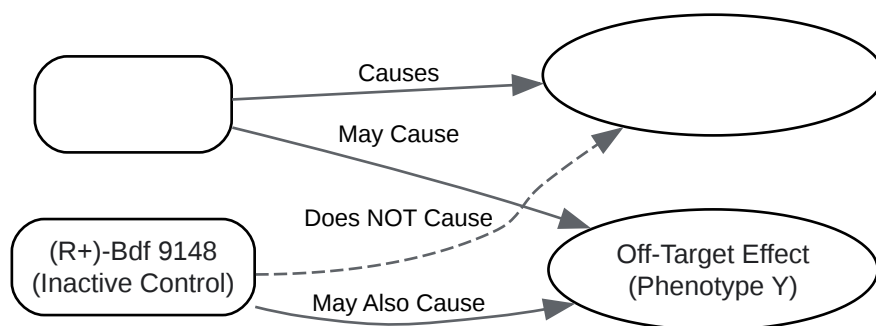 Causes
May Cause
Does NOT Cause
(R+)-Bdf 9148
(Inactive Control)
Off-Target Effect
(Phenotype Y)
May Also Cause